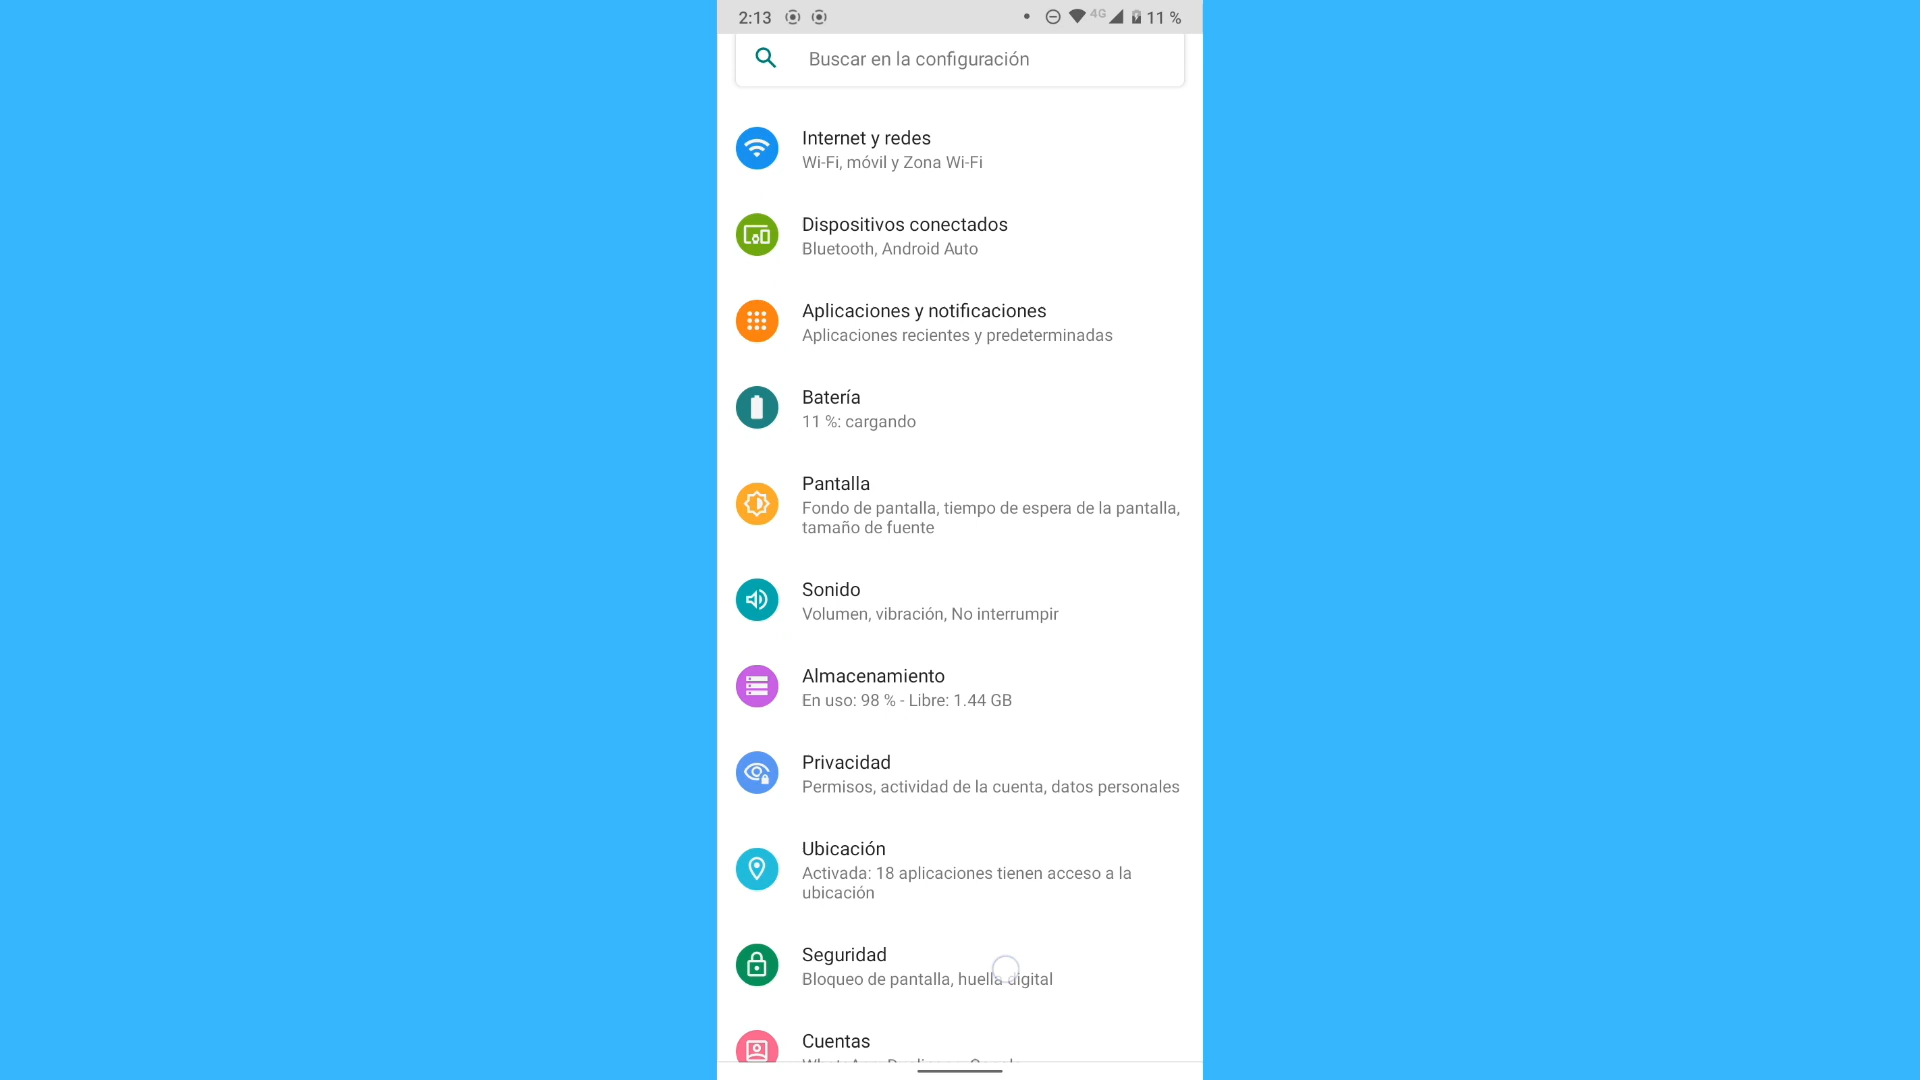 2:13
4G
11 %
Buscar en la configuración
Internet y redes
Wi-Fi, móvil y Zona Wi-Fi
Dispositivos conectados
Bluetooth, Android Auto
Aplicaciones y notificaciones
Aplicaciones recientes y predeterminadas
Batería
11 %: cargando
Pantalla
Fondo de pantalla, tiempo de espera de la pantalla,
tamaño de fuente
Sonido
Volumen, vibración, No interrumpir
Almacenamiento
En uso: 98 % - Libre: 1.44 GB
Privacidad
Permisos, actividad de la cuenta, datos personales
Ubicación
Activada: 18 aplicaciones tienen acceso a la
ubicación
Seguridad
Bloqueo de pantalla, huella digital
Cuentas